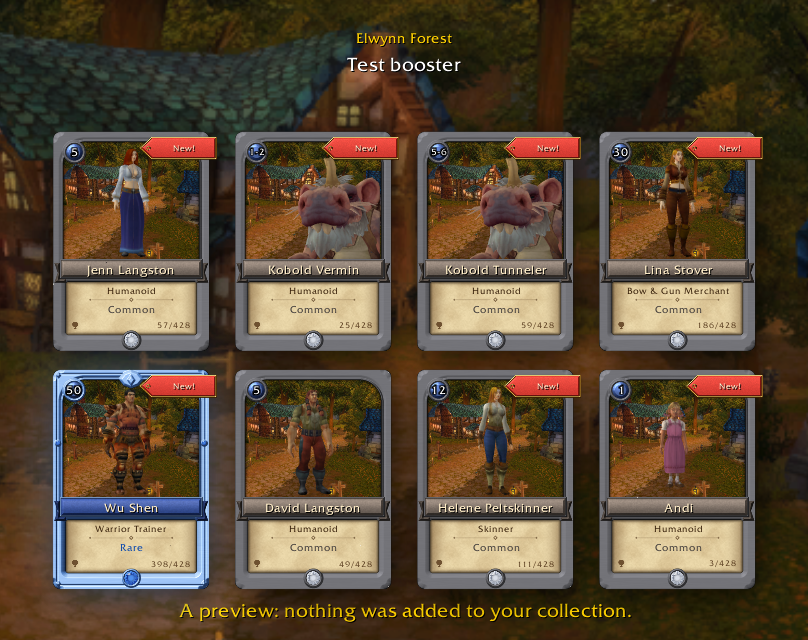 Elwynn Forest
Test booster
5
New!
Jenn Langston
Humanoid
Common
57/428
1-2
New!
Kobold Vermin
Humanoid
Common
25/428
5-6
New!
Kobold Tunneler
Humanoid
Common
59/428
30
New!
Lina Stover
Bow & Gun Merchant
Common
186/428
50
New!
Wu Shen
Warrior Trainer
Rare
398/428
5
David Langston
Humanoid
Common
49/428
12
New!
Helene Peltskinner
Skinner
Common
111/428
1
New!
Andi
Humanoid
Common
3/428
A preview: nothing was added to your collection.